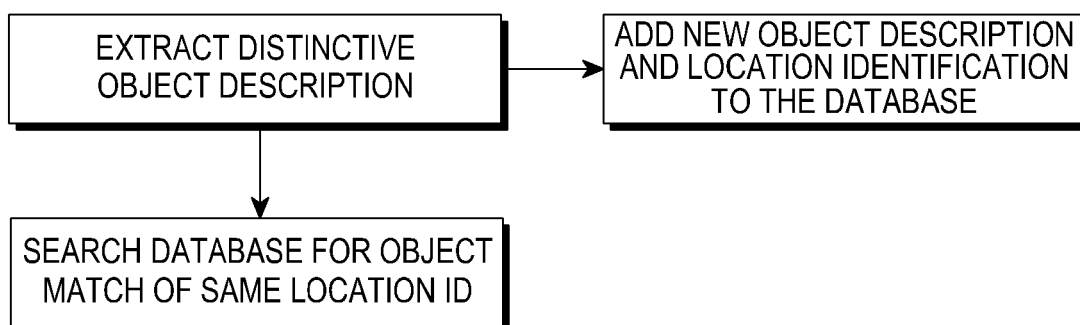 EXTRACT DISTINCTIVE
OBJECT DESCRIPTION
ADD NEW OBJECT DESCRIPTION
AND LOCATION IDENTIFICATION
TO THE DATABASE
SEARCH DATABASE FOR OBJECT
MATCH OF SAME LOCATION ID